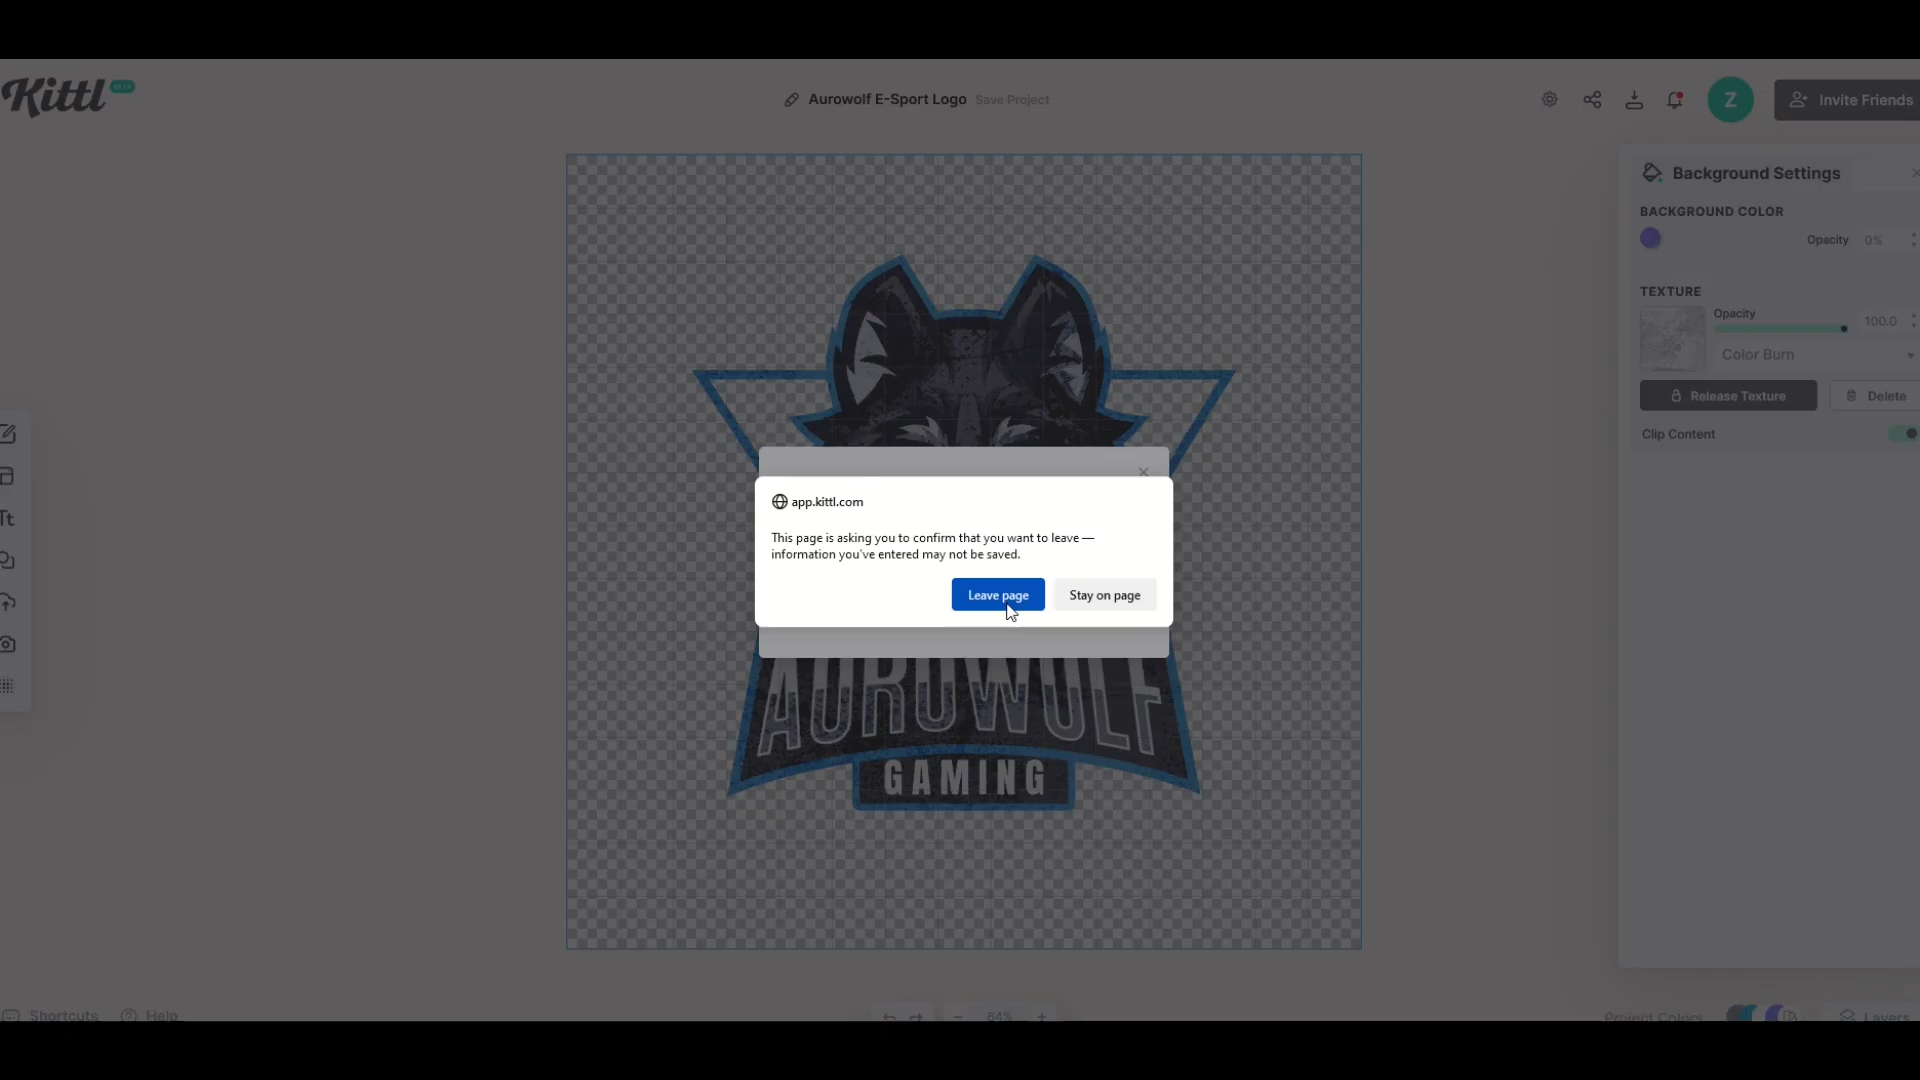 Kittl BETA
Aurowolf E-Sport Logo Save Project
Z
Invite Friends
Background Settings
BACKGROUND COLOR
Opacity 0%
TEXTURE
Opacity
100.0
Color Burn
Release Texture
Delete
Clip Content
Tt
app.kittl.com
This page is asking you to confirm that you want to leave —
information you've entered may not be saved.
Leave page
Stay on page
AUROWOLF
GAMING
Shortcuts
Help
64%
Project Colors
Layers